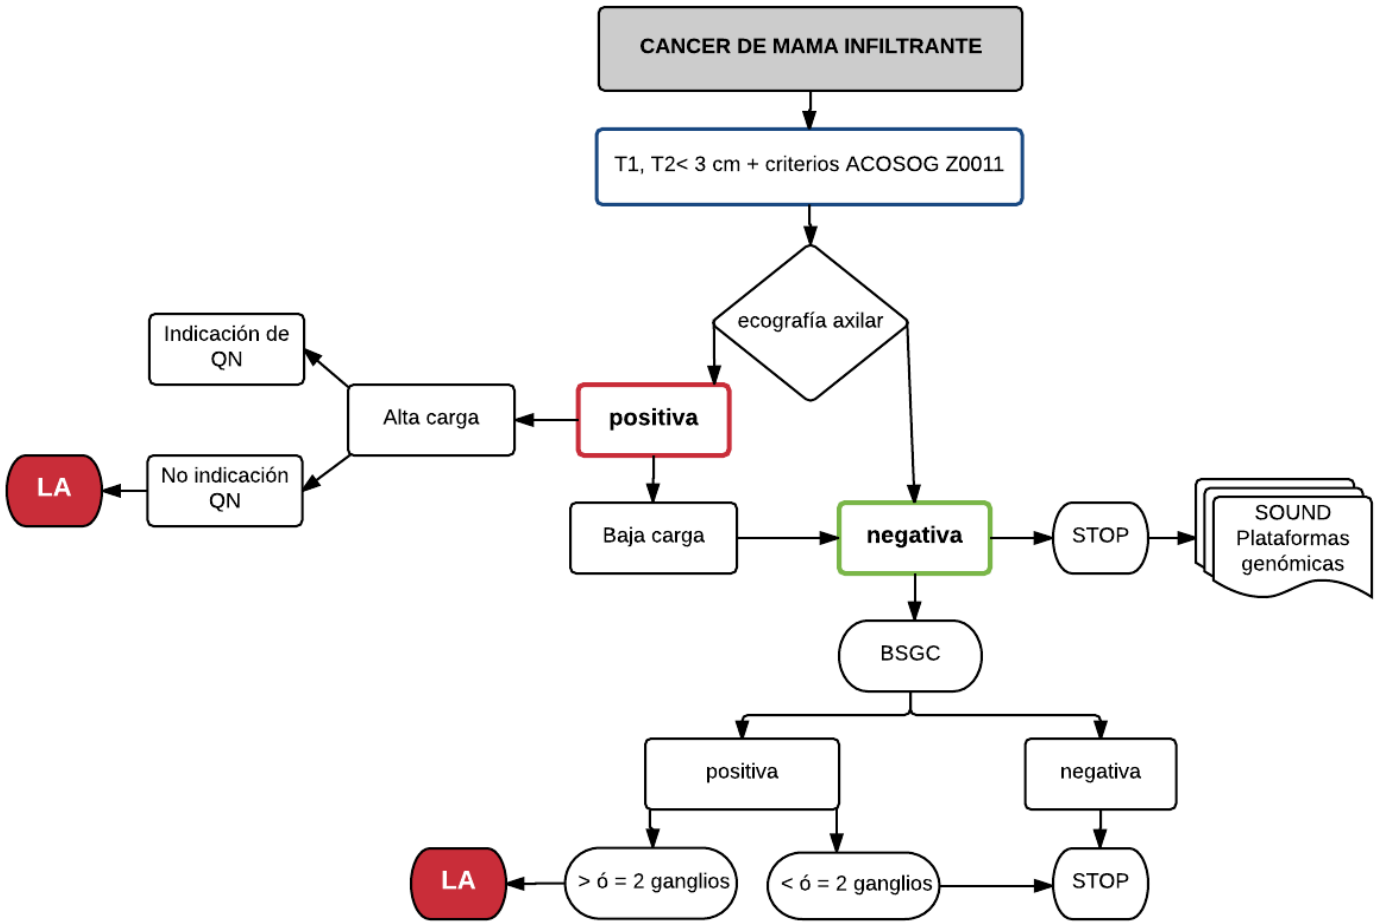 CANCER DE MAMA INFILTRANTE
T1, T2< 3 cm + criterios ACOSOG Z0011
ecografía axilar
Indicación de
QN
Alta carga
positiva
No indicación
QN
LA
Baja carga
negativa
STOP
SOUND
Plataformas
genómicas
BSGC
positiva
negativa
LA
> ó = 2 ganglios
< ó = 2 ganglios
STOP